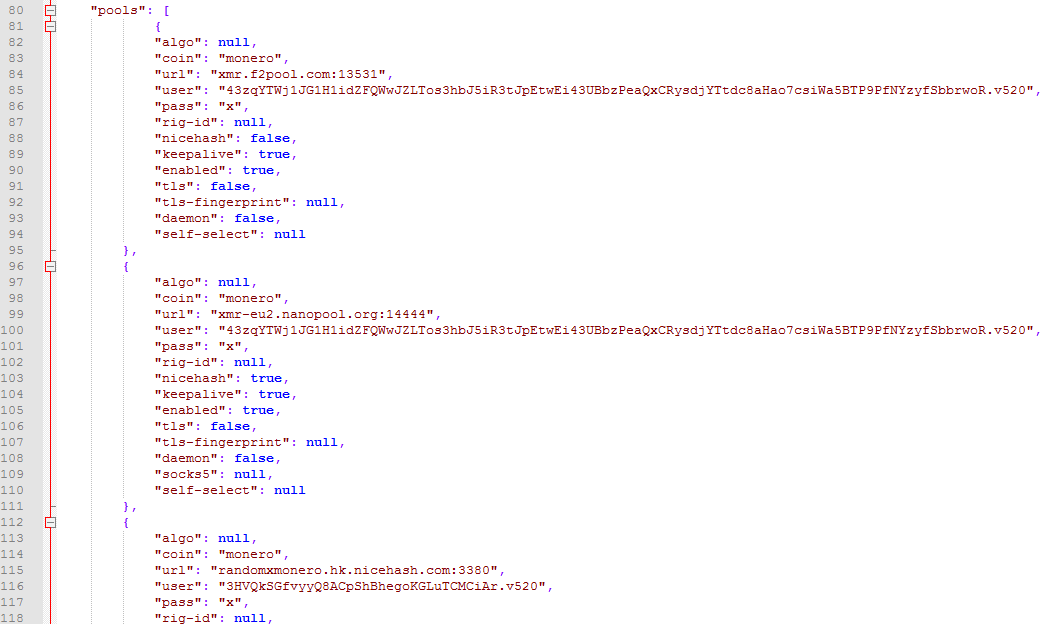 80 "pools": [
81 {
82 "algo": null,
83 "coin": "monero",
84 "url": "xmr.f2pool.com:13531",
85 "user": "43zqYTWj1JG1H1idZFQWwJZLTos3hbJ5iR3tJpEtwEi43UBbzPeaQxCRysdjYTtdc8aHao7csiWa5BTP9PfNYzyfSbbrwoR.v520",
86 "pass": "x",
87 "rig-id": null,
88 "nicehash": false,
89 "keepalive": true,
90 "enabled": true,
91 "tls": false,
92 "tls-fingerprint": null,
93 "daemon": false,
94 "self-select": null
95 },
96 {
97 "algo": null,
98 "coin": "monero",
99 "url": "xmr-eu2.nanopool.org:14444",
100 "user": "43zqYTWj1JG1H1idZFQWwJZLTos3hbJ5iR3tJpEtwEi43UBbzPeaQxCRysdjYTtdc8aHao7csiWa5BTP9PfNYzyfSbbrwoR.v520",
101 "pass": "x",
102 "rig-id": null,
103 "nicehash": true,
104 "keepalive": true,
105 "enabled": true,
106 "tls": false,
107 "tls-fingerprint": null,
108 "daemon": false,
109 "socks5": null,
110 "self-select": null
111 },
112 {
113 "algo": null,
114 "coin": "monero",
115 "url": "randomxmonero.hk.nicehash.com:3380",
116 "user": "3HVQkSGfvyyQ8ACpShBhegoKGLuTCMCiAr.v520",
117 "pass": "x",
118 "rig-id": null,